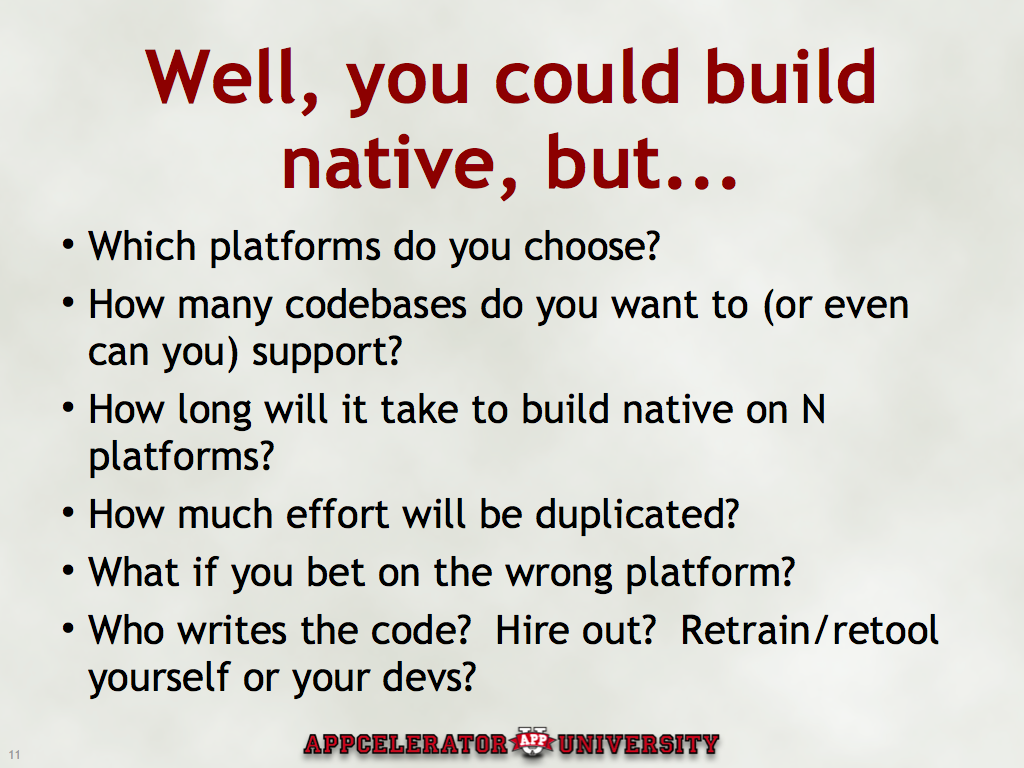 Well, you could build
native, but...
• Which platforms do you choose?
• How many codebases do you want to (or even
can you) support?
• How long will it take to build native on N
platforms?
• How much effort will be duplicated?
• What if you bet on the wrong platform?
• Who writes the code?  Hire out?  Retrain/retool
yourself or your devs?
APPCELERATOR U APP UNIVERSITY
11